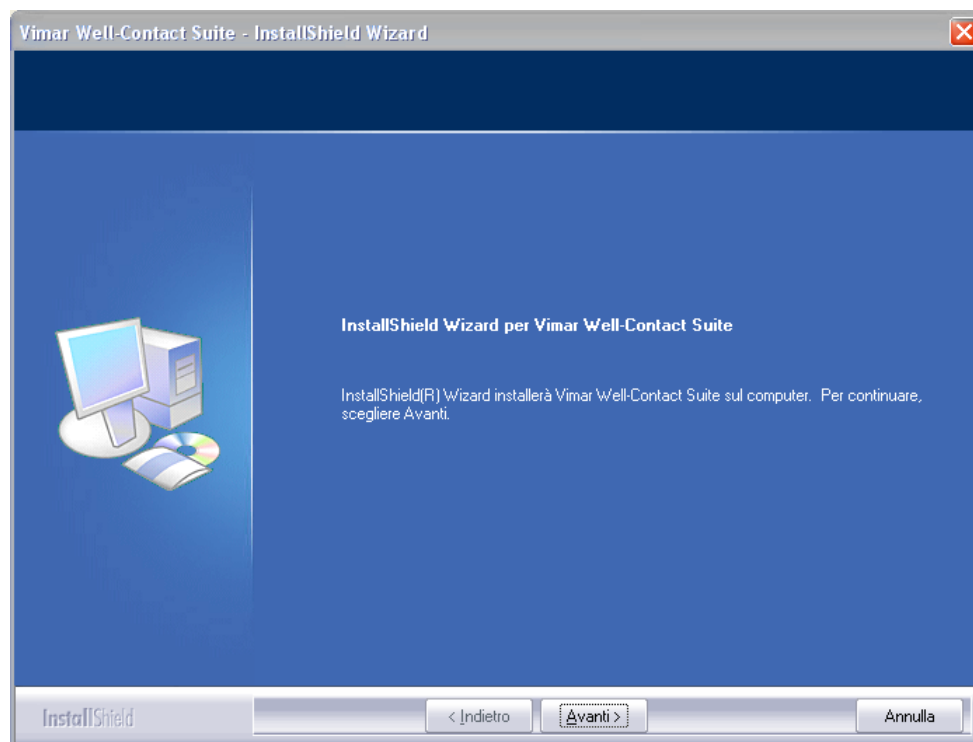 Vimar Well-Contact Suite - InstallShield Wizard
InstallShield Wizard per Vimar Well-Contact Suite
InstallShield(R) Wizard installerà Vimar Well-Contact Suite sul computer. Per continuare,
scegliere Avanti.
InstallShield
< Indietro
Avanti >
Annulla